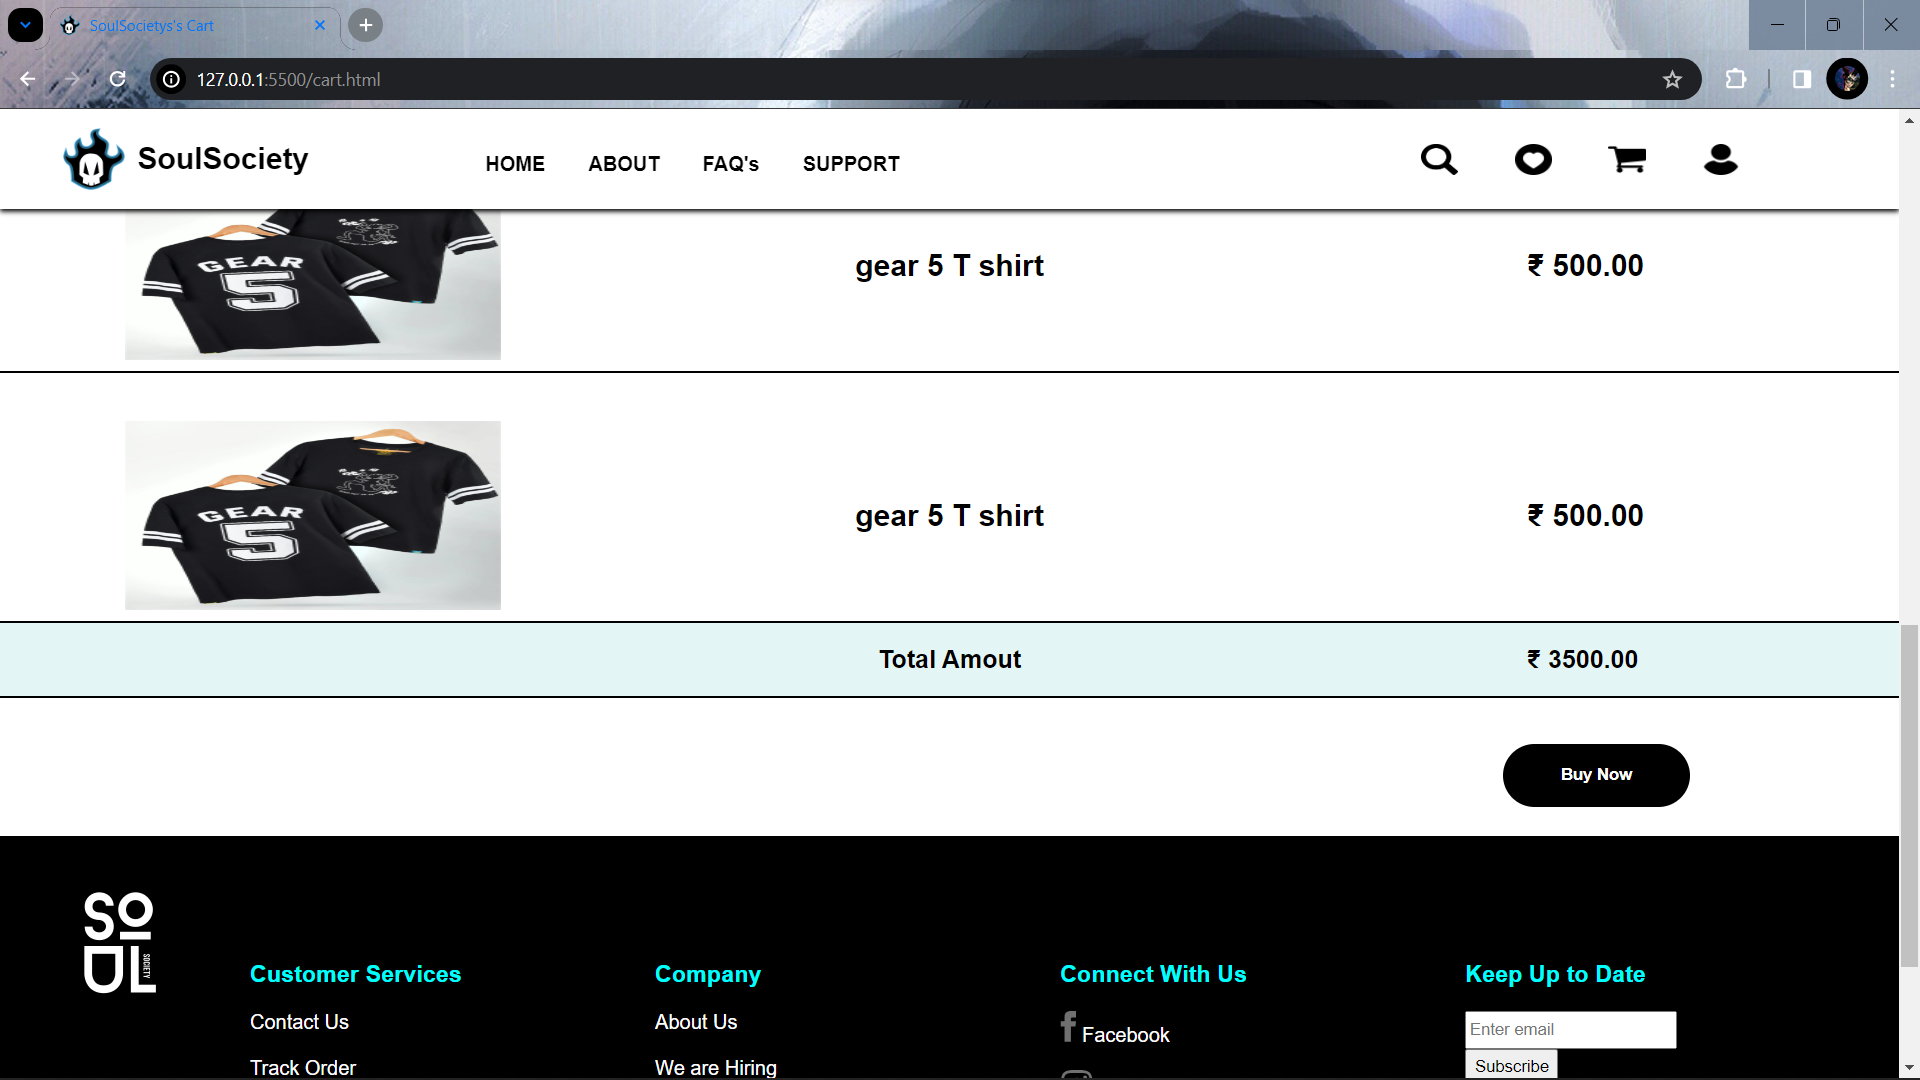 SoulSocietys's Cart
127.0.0.1:5500/cart.html
SoulSociety
HOME
ABOUT
FAQ's
SUPPORT
GEAR
5
gear 5 T shirt
₹ 500.00
GEAR
5
gear 5 T shirt
₹ 500.00
Total Amout
₹ 3500.00
Buy Now
SOUL
SOCIETY
Customer Services
Company
Connect With Us
Keep Up to Date
Contact Us
About Us
Facebook
Enter email
Track Order
We are Hiring
Subscribe